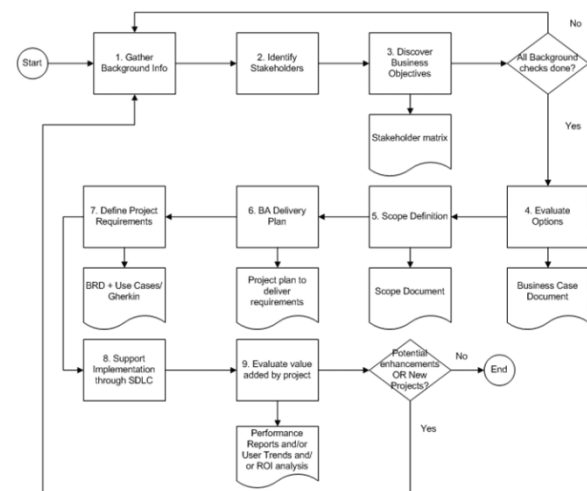 No
Start
1. Gather
Background Info
2. Identify
Stakeholders
3. Discover
Business
Objectives
All Background
checks done?
Stakeholder matrix
Yes
7. Define Project
Requirements
6. BA Delivery
Plan
5. Scope Definition
4. Evaluate
Options
BRD + Use Cases/
Gherkin
Project plan to
deliver
requirements
Scope Document
Business Case
Document
8. Support
Implementation
through SDLC
9. Evaluate value
added by project
Potential
enhancements
OR New
Projects?
No
End
Performance
Reports and/or
User Trends and/
or ROI analysis
Yes